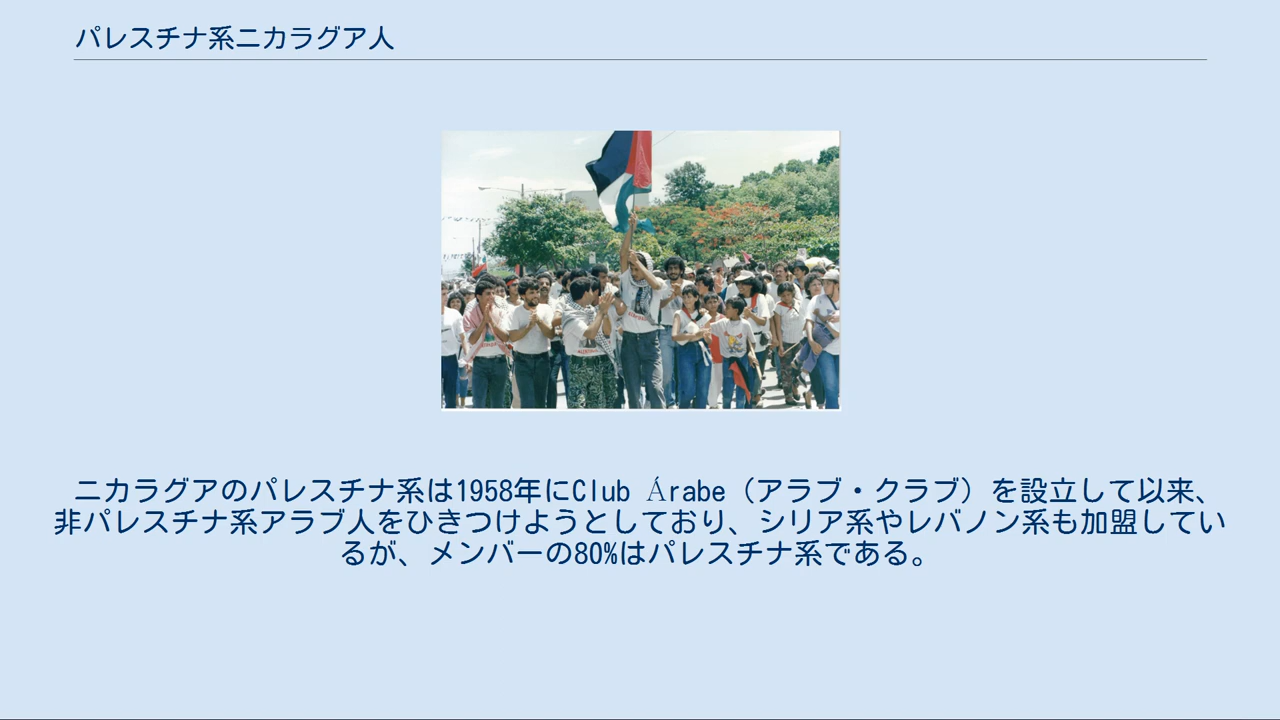 パレスチナ系ニカラグア人
ニカラグアのパレスチナ系は1958年にClub Árabe（アラブ・クラブ）を設立して以来、
非パレスチナ系アラブ人をひきつけようとしており、シリア系やレバノン系も加盟してい
るが、メンバーの80%はパレスチナ系である。